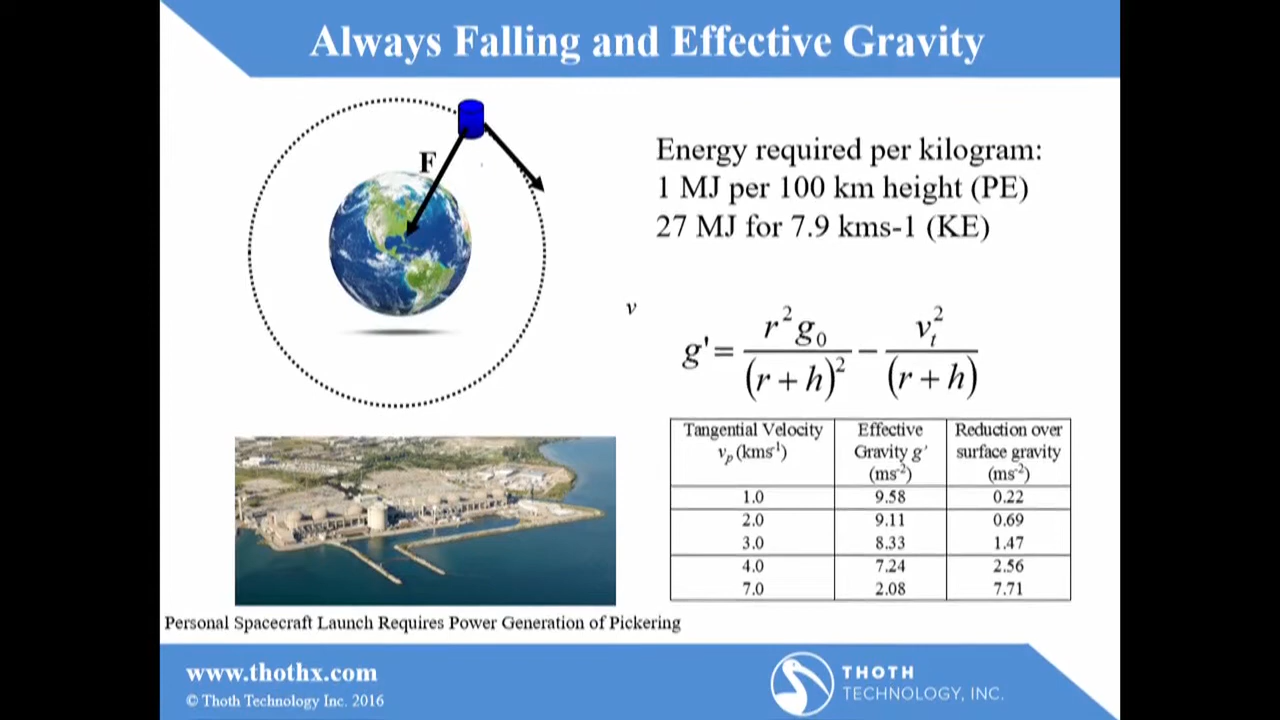 Always Falling and Effective Gravity
F
Energy required per kilogram:
1 MJ per 100 km height (PE)
27 MJ for 7.9 kms-1 (KE)
v
g' = r²g₀/(r + h)² − vₜ²/(r + h)
Tangential Velocity vₚ (kms⁻¹) | Effective Gravity g' (ms⁻²) | Reduction over surface gravity (ms⁻²)
1.0 | 9.58 | 0.22
2.0 | 9.11 | 0.69
3.0 | 8.33 | 1.47
4.0 | 7.24 | 2.56
7.0 | 2.08 | 7.71
Personal Spacecraft Launch Requires Power Generation of Pickering
www.thothx.com
© Thoth Technology Inc. 2016
THOTH
TECHNOLOGY, INC.